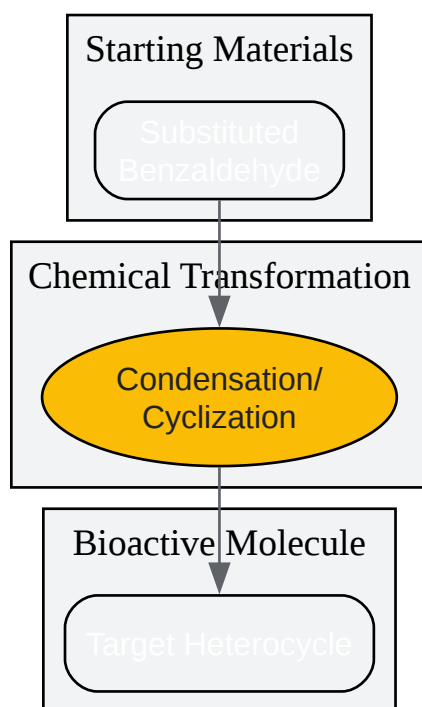 Starting Materials
Substituted
Benzaldehyde
Chemical Transformation
Condensation/
Cyclization
Bioactive Molecule
Target Heterocycle